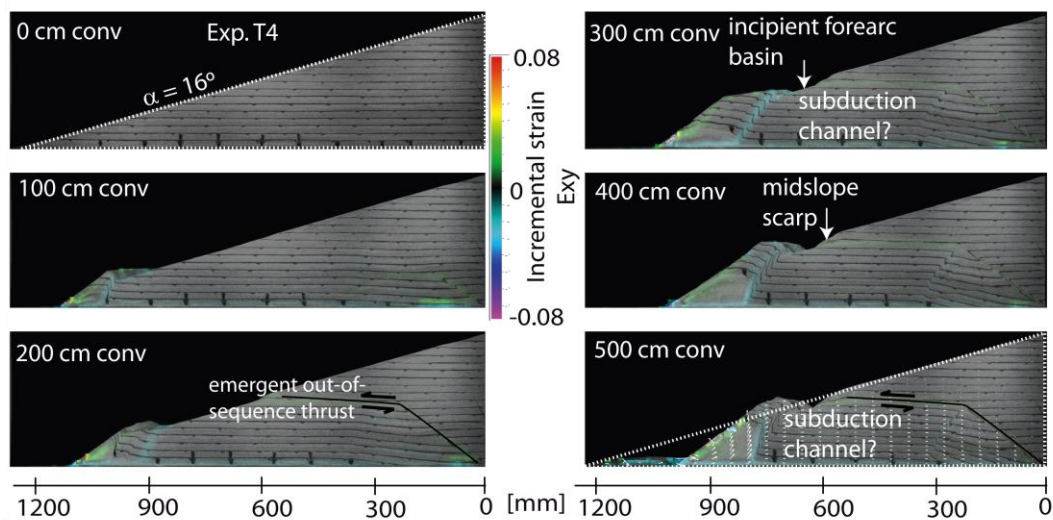 0 cm conv
Exp. T4
α = 16º
100 cm conv
200 cm conv
emergent out-of-
sequence thrust
1200 900 600 300 0
0.08
0
-0.08
Incremental strain
Exy
[mm]
300 cm conv
incipient forearc
basin
subduction
channel?
400 cm conv
midslope
scarp
500 cm conv
subduction
channel?
1200 900 600 300 0